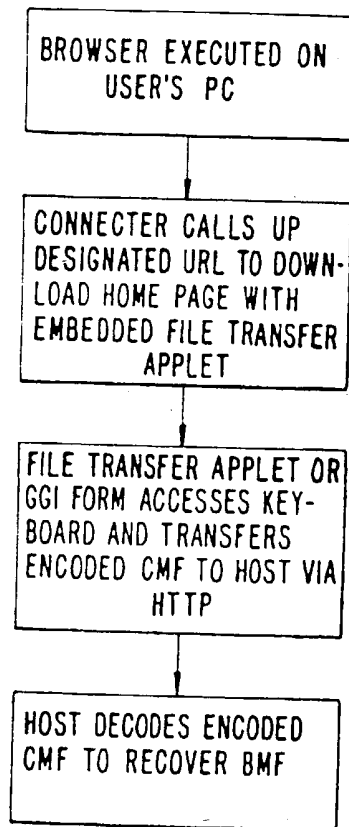 BROWSER EXECUTED ON
USER'S PC
CONNECTER CALLS UP
DESIGNATED URL TO DOWN-
LOAD HOME PAGE WITH
EMBEDDED FILE TRANSFER
APPLET
FILE TRANSFER APPLET OR
GGI FORM ACCESSES KEY-
BOARD AND TRANSFERS
ENCODED CMF TO HOST VIA
HTTP
HOST DECODES ENCODED
CMF TO RECOVER BMF